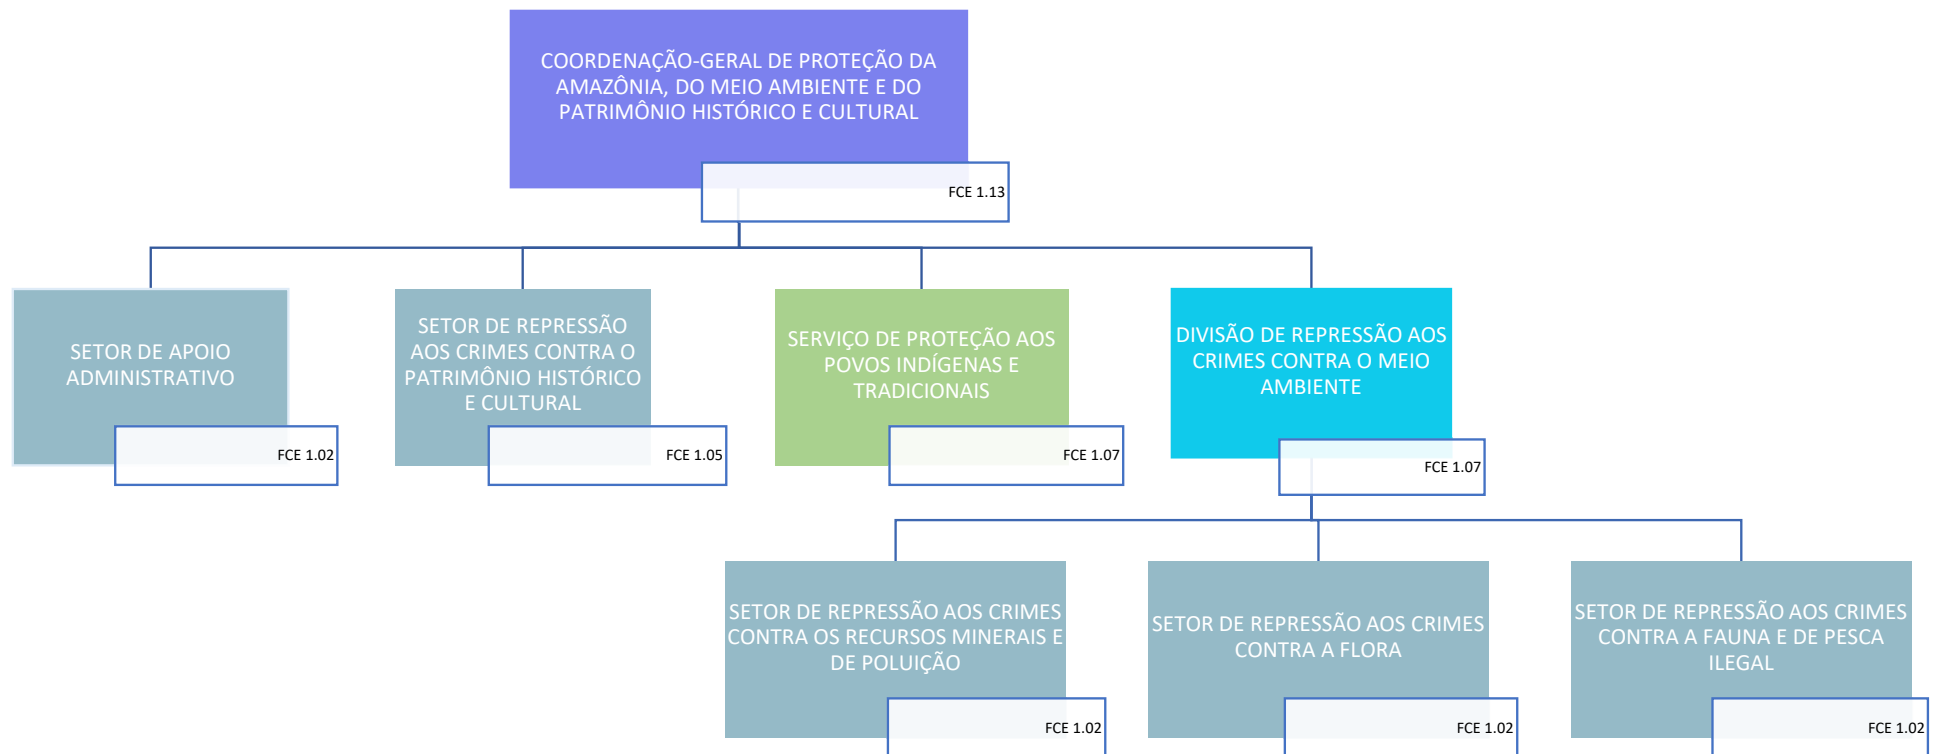 COORDENAÇÃO-GERAL DE PROTEÇÃO DA
AMAZÔNIA, DO MEIO AMBIENTE E DO
PATRIMÔNIO HISTÓRICO E CULTURAL
FCE 1.13
SETOR DE APOIO
ADMINISTRATIVO
FCE 1.02
SETOR DE REPRESSÃO
AOS CRIMES CONTRA O
PATRIMÔNIO HISTÓRICO
E CULTURAL
FCE 1.05
SERVIÇO DE PROTEÇÃO AOS
POVOS INDÍGENAS E
TRADICIONAIS
FCE 1.07
DIVISÃO DE REPRESSÃO AOS
CRIMES CONTRA O MEIO
AMBIENTE
FCE 1.07
SETOR DE REPRESSÃO AOS CRIMES
CONTRA OS RECURSOS MINERAIS E
DE POLUIÇÃO
FCE 1.02
SETOR DE REPRESSÃO AOS CRIMES
CONTRA A FLORA
FCE 1.02
SETOR DE REPRESSÃO AOS CRIMES
CONTRA A FAUNA E DE PESCA
ILEGAL
FCE 1.02